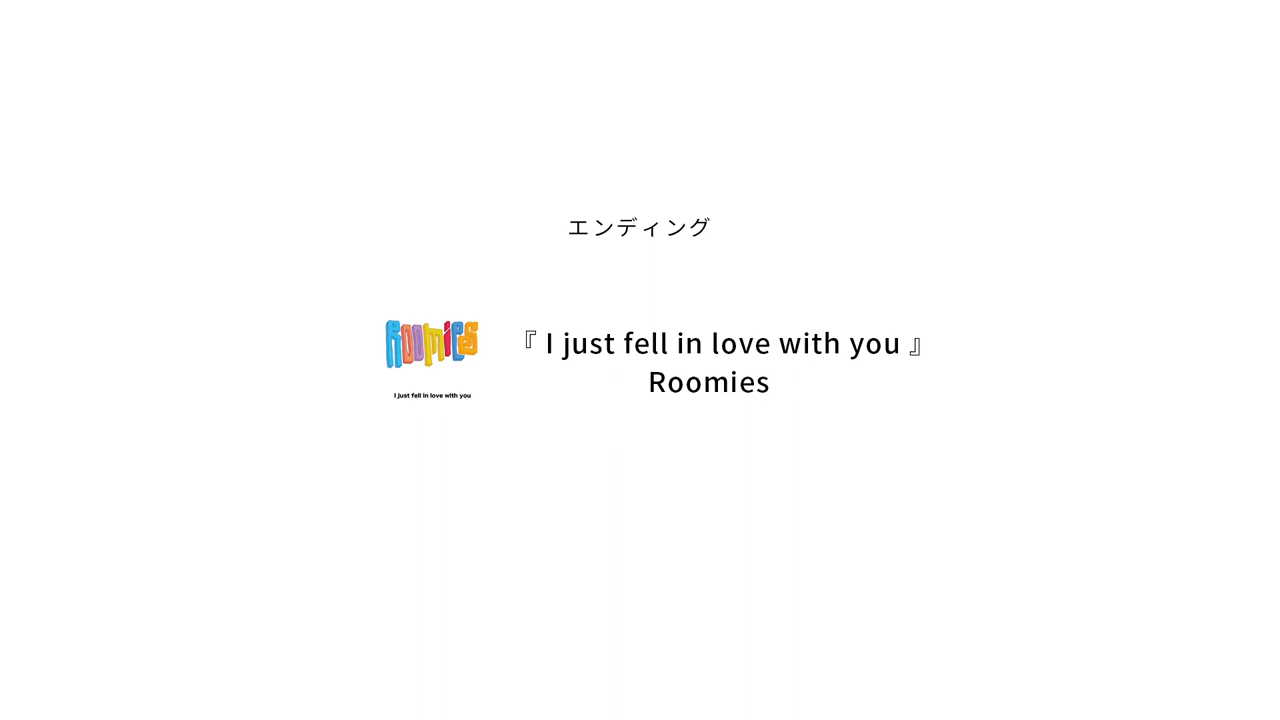 エンディング
Roomies
I just fell in love with you
『 I just fell in love with you 』
Roomies